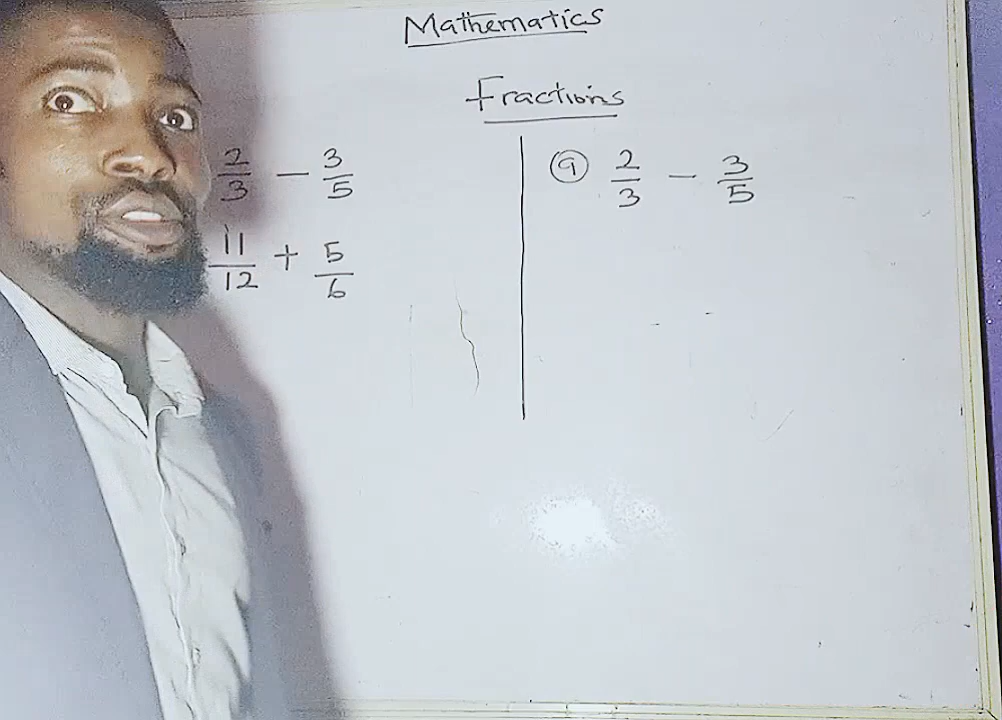 Mathematics
Fractions
2/3 − 3/5
11/12 + 5/6
ⓐ 2/3 − 3/5